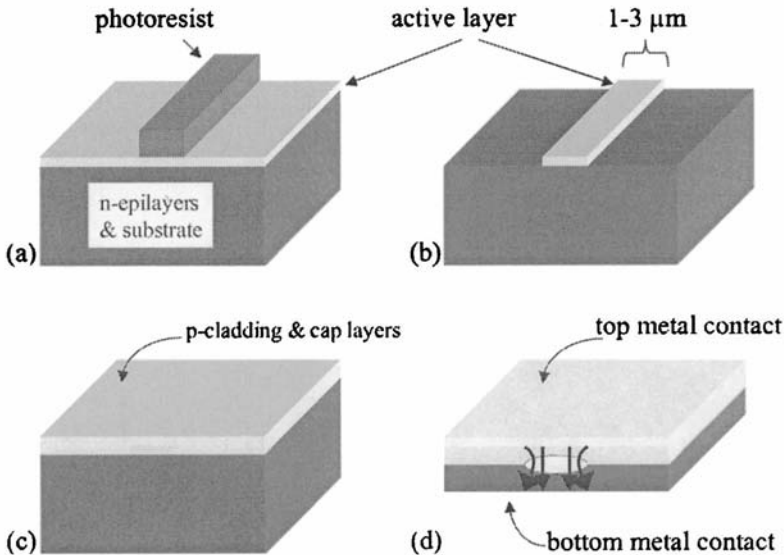 photoresist
active layer
1-3 µm
n-epilayers
& substrate
(a)
(b)
p-cladding & cap layers
top metal contact
(c)
(d)
bottom metal contact